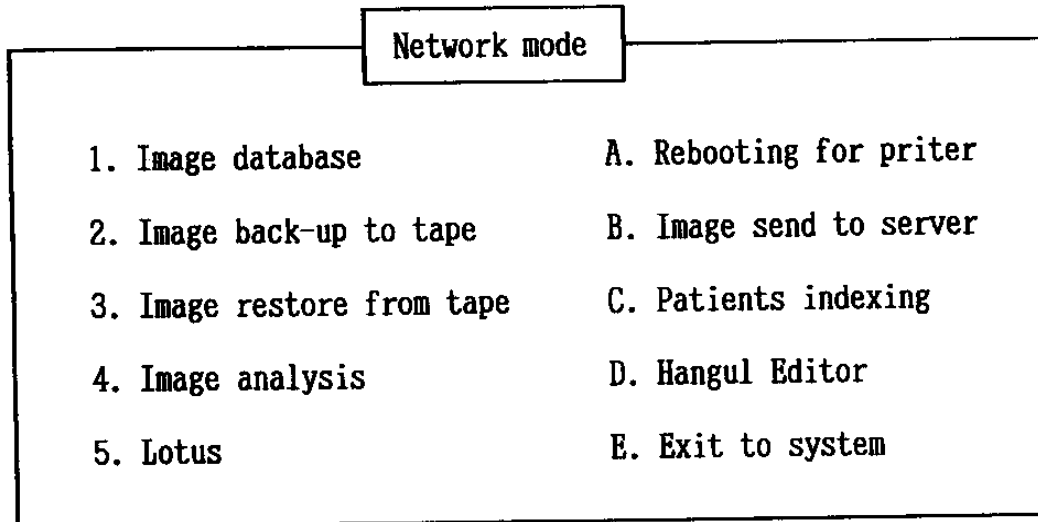 Network mode
1. Image database
2. Image back-up to tape
3. Image restore from tape
4. Image analysis
5. Lotus
A. Rebooting for priter
B. Image send to server
C. Patients indexing
D. Hangul Editor
E. Exit to system